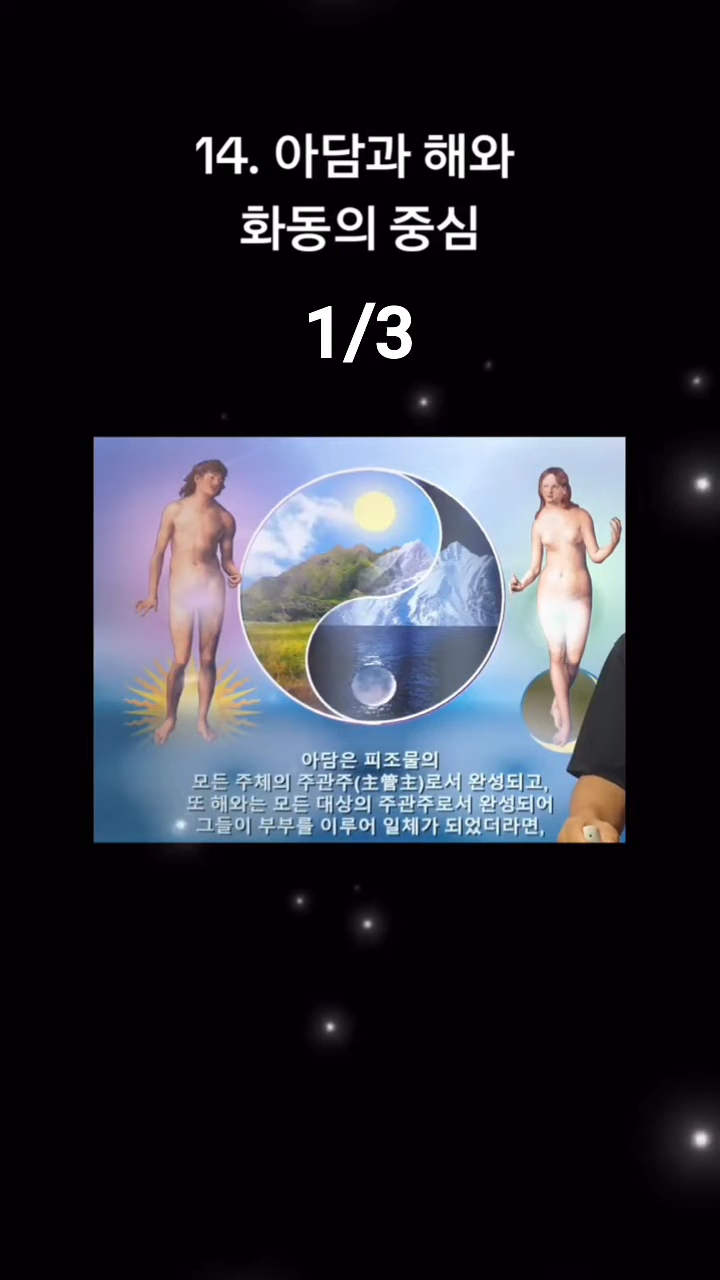 14. 아담과 해와
화동의 중심
1/3
아담은 피조물의
모든 주체의 주관주(主管主)로서 완성되고,
또 해와는 모든 대상의 주관주로서 완성되어
그들이 부부를 이루어 일체가 되었더라면,